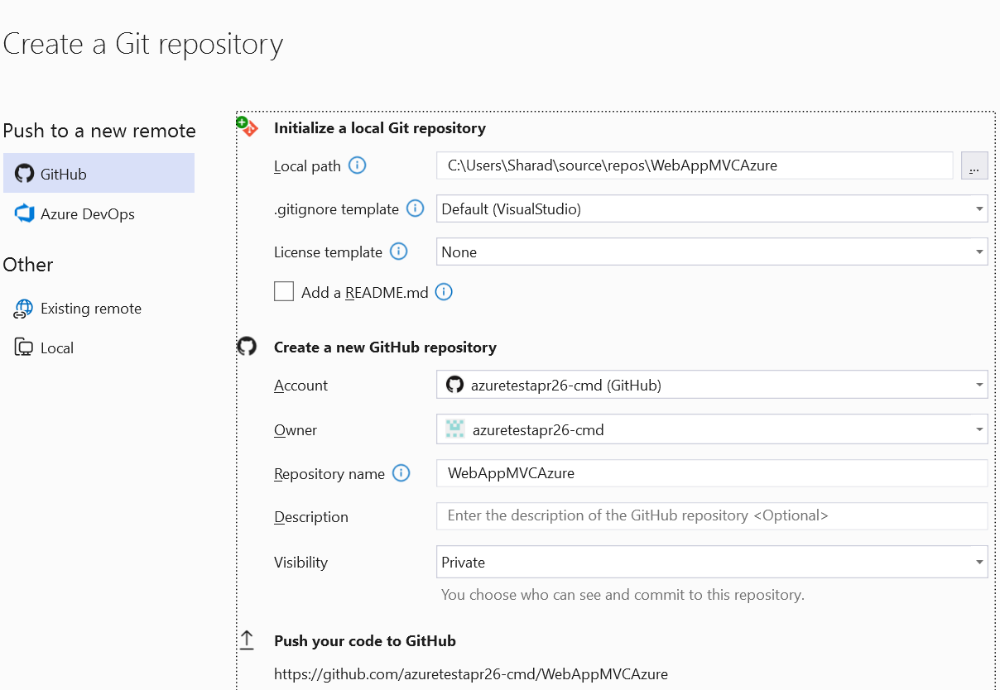 Create a Git repository
Push to a new remote
GitHub
Azure DevOps
Other
Existing remote
Local
Initialize a local Git repository
Local path C:\Users\Sharad\source\repos\WebAppMVCAzure ...
.gitignore template Default (VisualStudio)
License template None
Add a README.md
Create a new GitHub repository
Account azuretestapr26-cmd (GitHub)
Owner azuretestapr26-cmd
Repository name WebAppMVCAzure
Description Enter the description of the GitHub repository <Optional>
Visibility Private
You choose who can see and commit to this repository.
Push your code to GitHub
https://github.com/azuretestapr26-cmd/WebAppMVCAzure